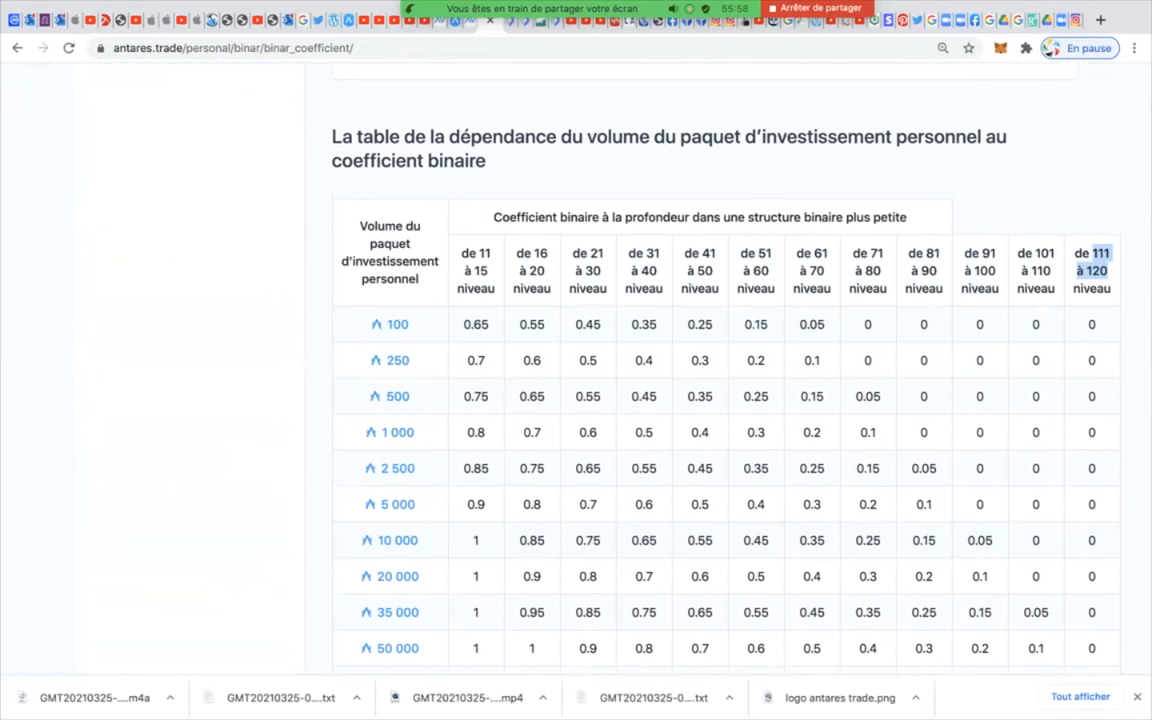 Vous êtes en train de partager votre écran
55:58
Arrêter de partager
antares.trade/personal/binar/binar_coefficient/
En pause
La table de la dépendance du volume du paquet d'investissement personnel au
coefficient binaire
Volume du
paquet
d'investissement
personnel
Coefficient binaire à la profondeur dans une structure binaire plus petite
de 11 à 15 niveau
de 16 à 20 niveau
de 21 à 30 niveau
de 31 à 40 niveau
de 41 à 50 niveau
de 51 à 60 niveau
de 61 à 70 niveau
de 71 à 80 niveau
de 81 à 90 niveau
de 91 à 100 niveau
de 101 à 110 niveau
de 111 à 120 niveau
100 0.65 0.55 0.45 0.35 0.25 0.15 0.05 0 0 0 0 0
250 0.7 0.6 0.5 0.4 0.3 0.2 0.1 0 0 0 0 0
500 0.75 0.65 0.55 0.45 0.35 0.25 0.15 0.05 0 0 0 0
1 000 0.8 0.7 0.6 0.5 0.4 0.3 0.2 0.1 0 0 0 0
2 500 0.85 0.75 0.65 0.55 0.45 0.35 0.25 0.15 0.05 0 0 0
5 000 0.9 0.8 0.7 0.6 0.5 0.4 0.3 0.2 0.1 0 0 0
10 000 1 0.85 0.75 0.65 0.55 0.45 0.35 0.25 0.15 0.05 0 0
20 000 1 0.9 0.8 0.7 0.6 0.5 0.4 0.3 0.2 0.1 0 0
35 000 1 0.95 0.85 0.75 0.65 0.55 0.45 0.35 0.25 0.15 0.05 0
50 000 1 1 0.9 0.8 0.7 0.6 0.5 0.4 0.3 0.2 0.1 0
GMT20210325-....m4a
GMT20210325-0....txt
GMT20210325-....mp4
GMT20210325-0....txt
logo antares trade.png
Tout afficher